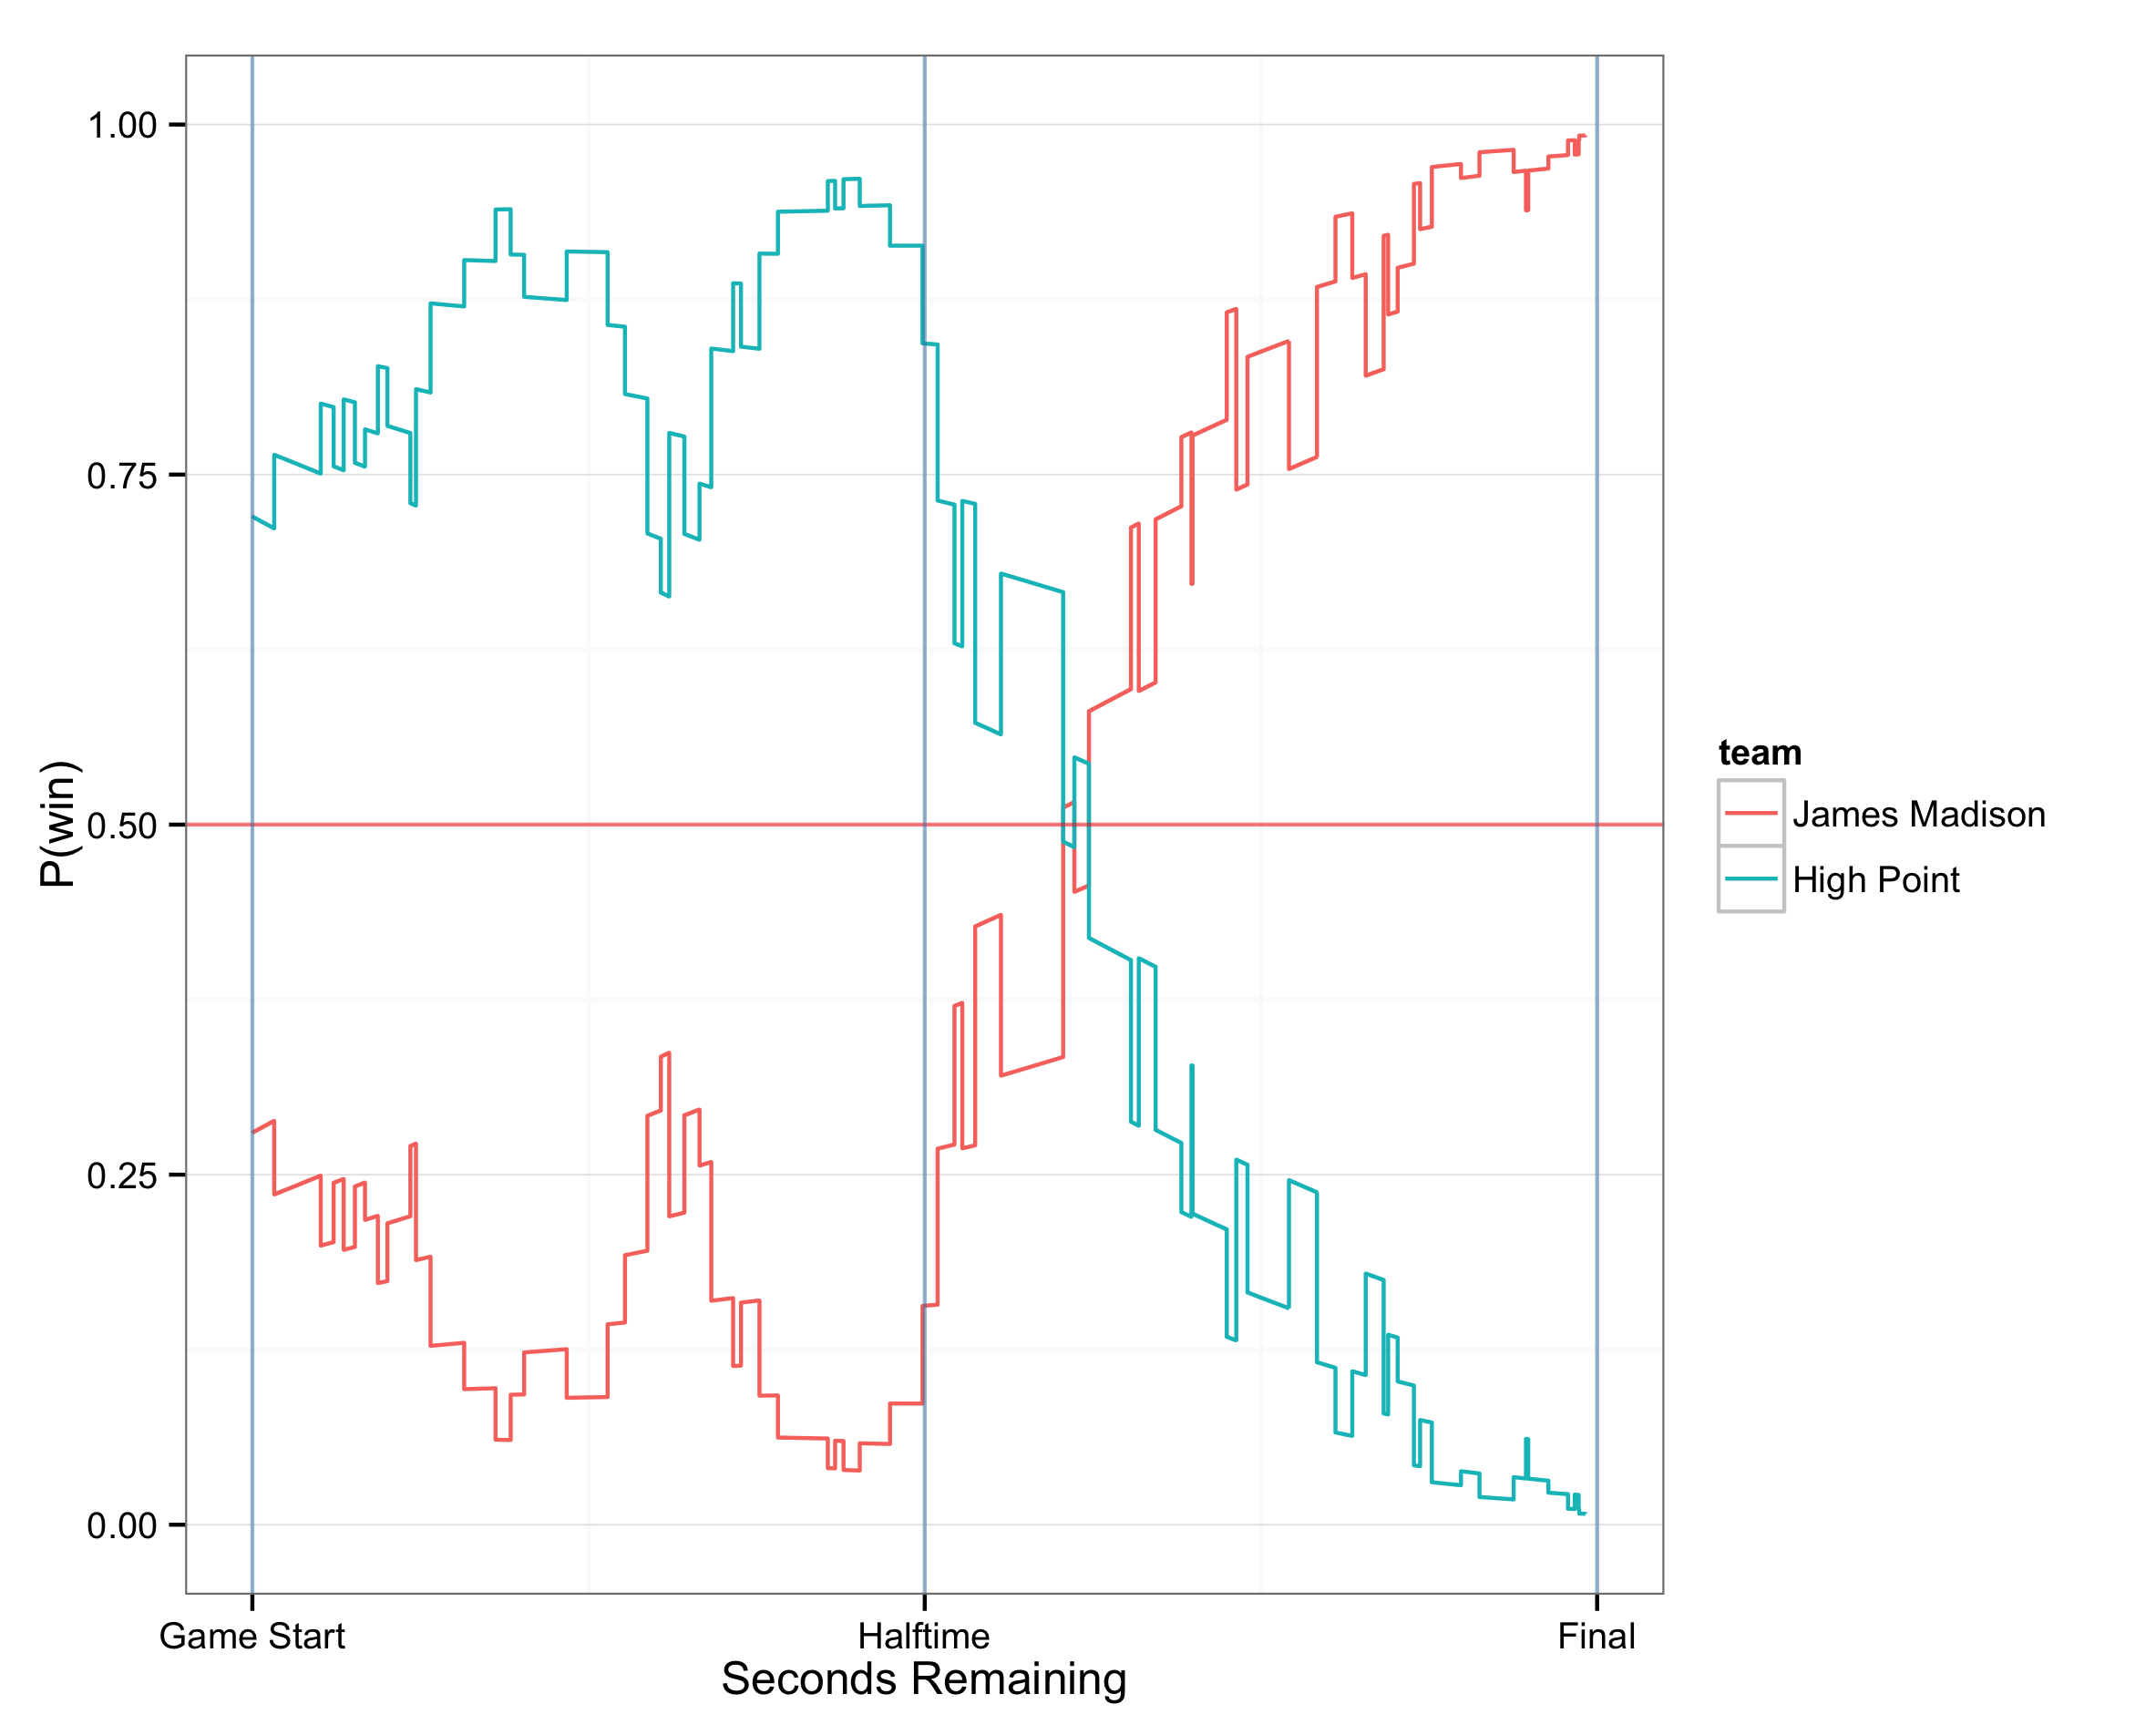 1.00
0.75
0.50
0.25
0.00
P(win)
Game Start
Halftime
Final
Seconds Remaining
team
James Madison
High Point